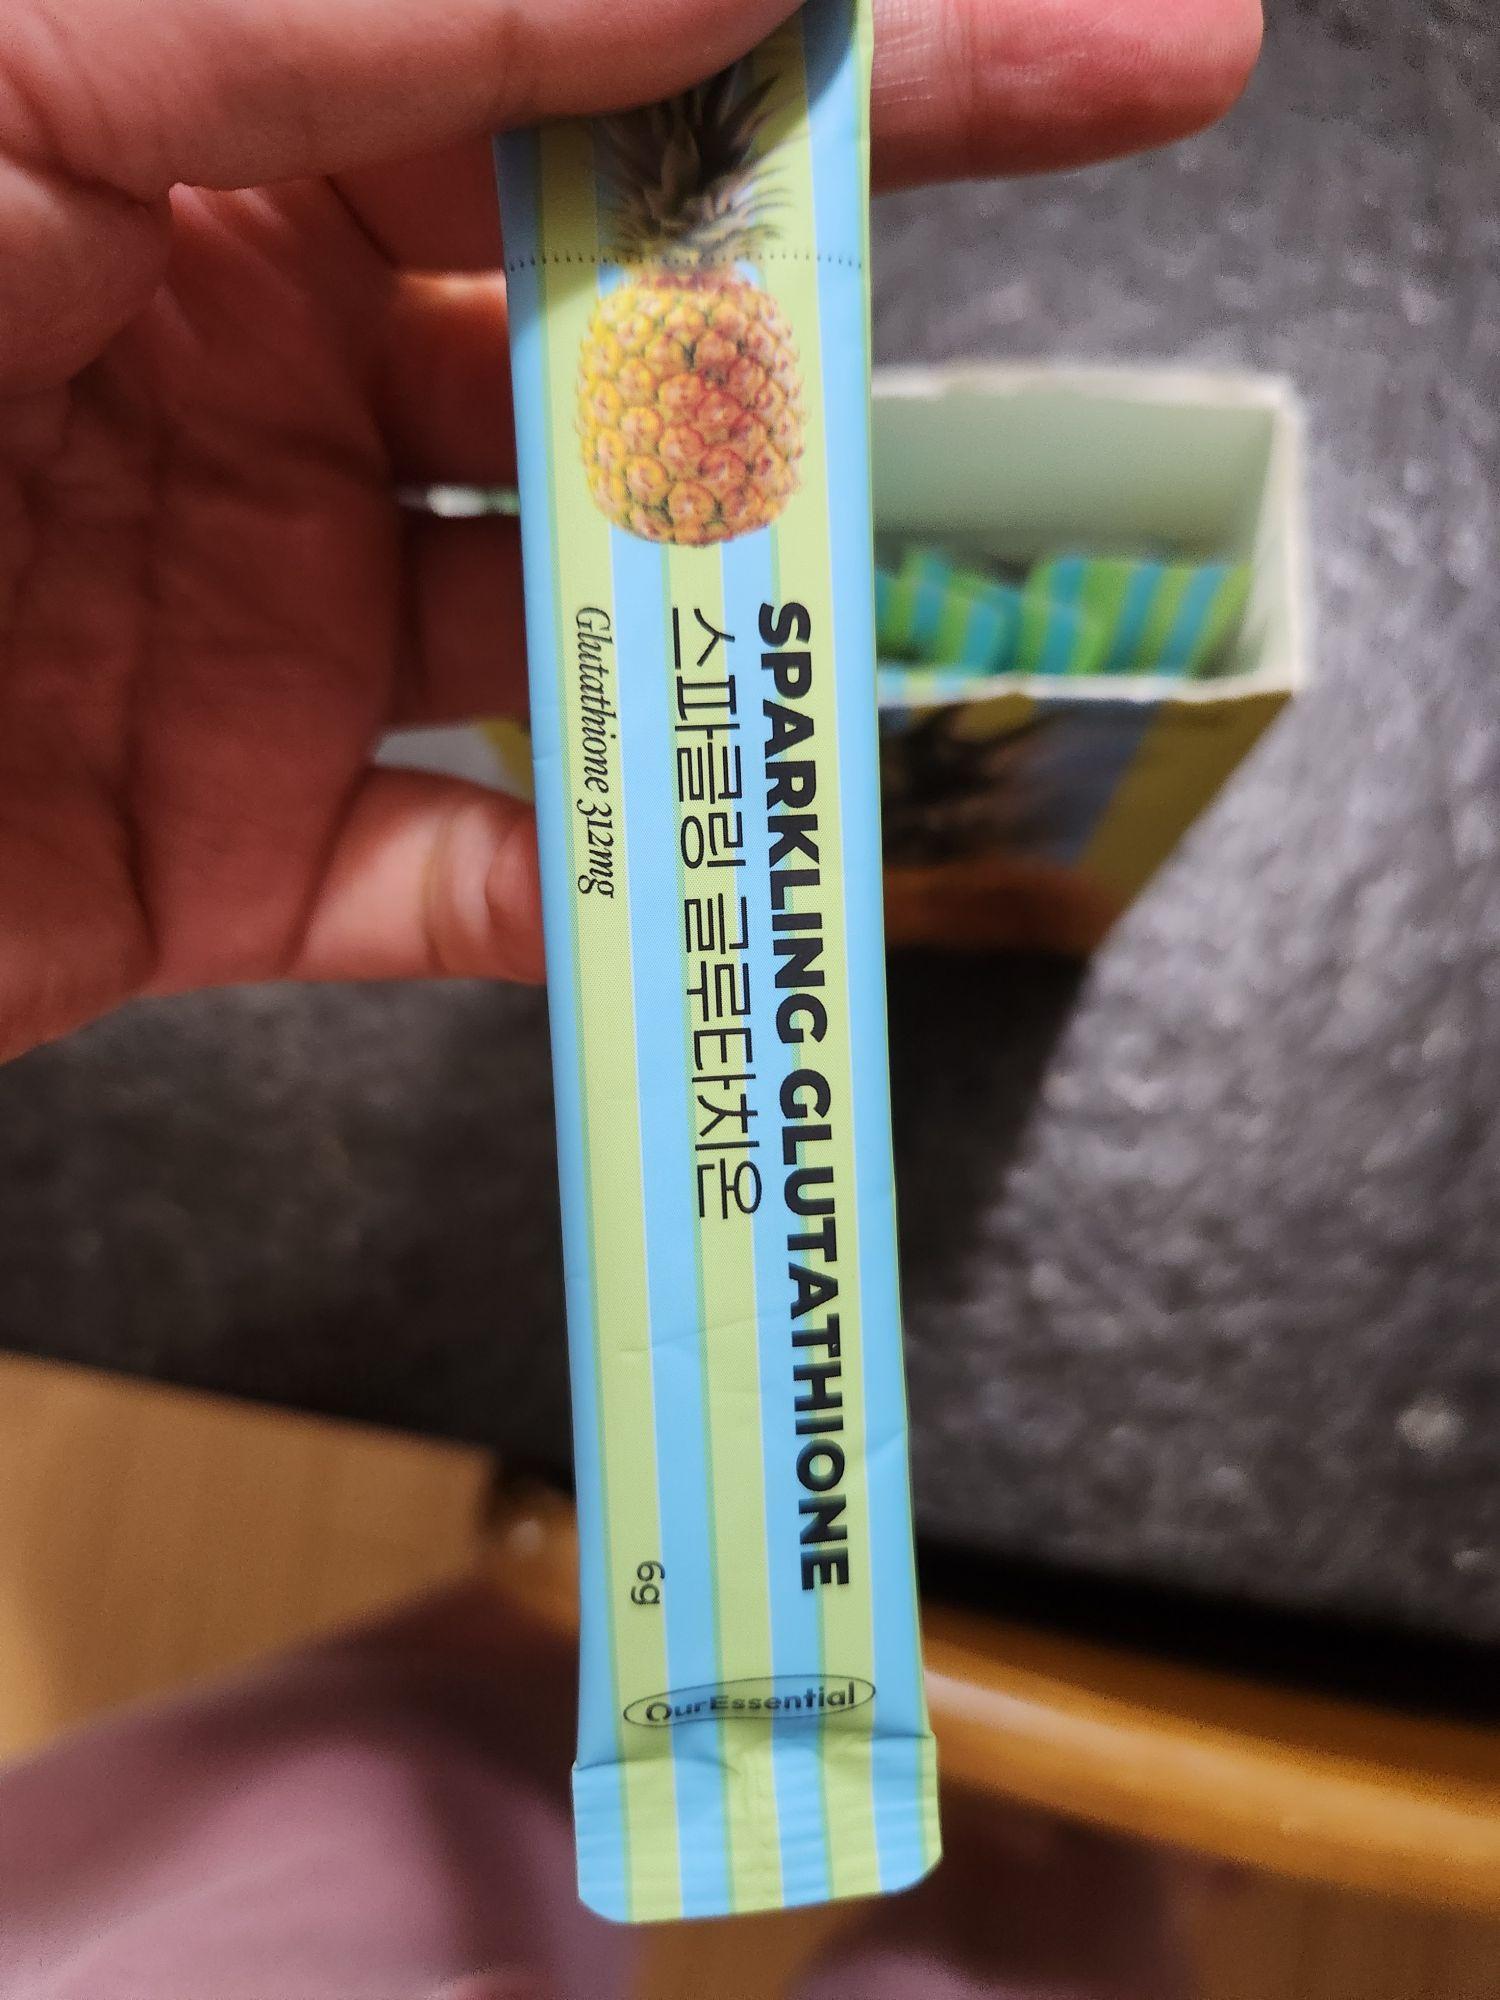 SPARKLING GLUTATHIONE
스파클링 글루타치온
Glutathione 312mg
6g
OurEssential